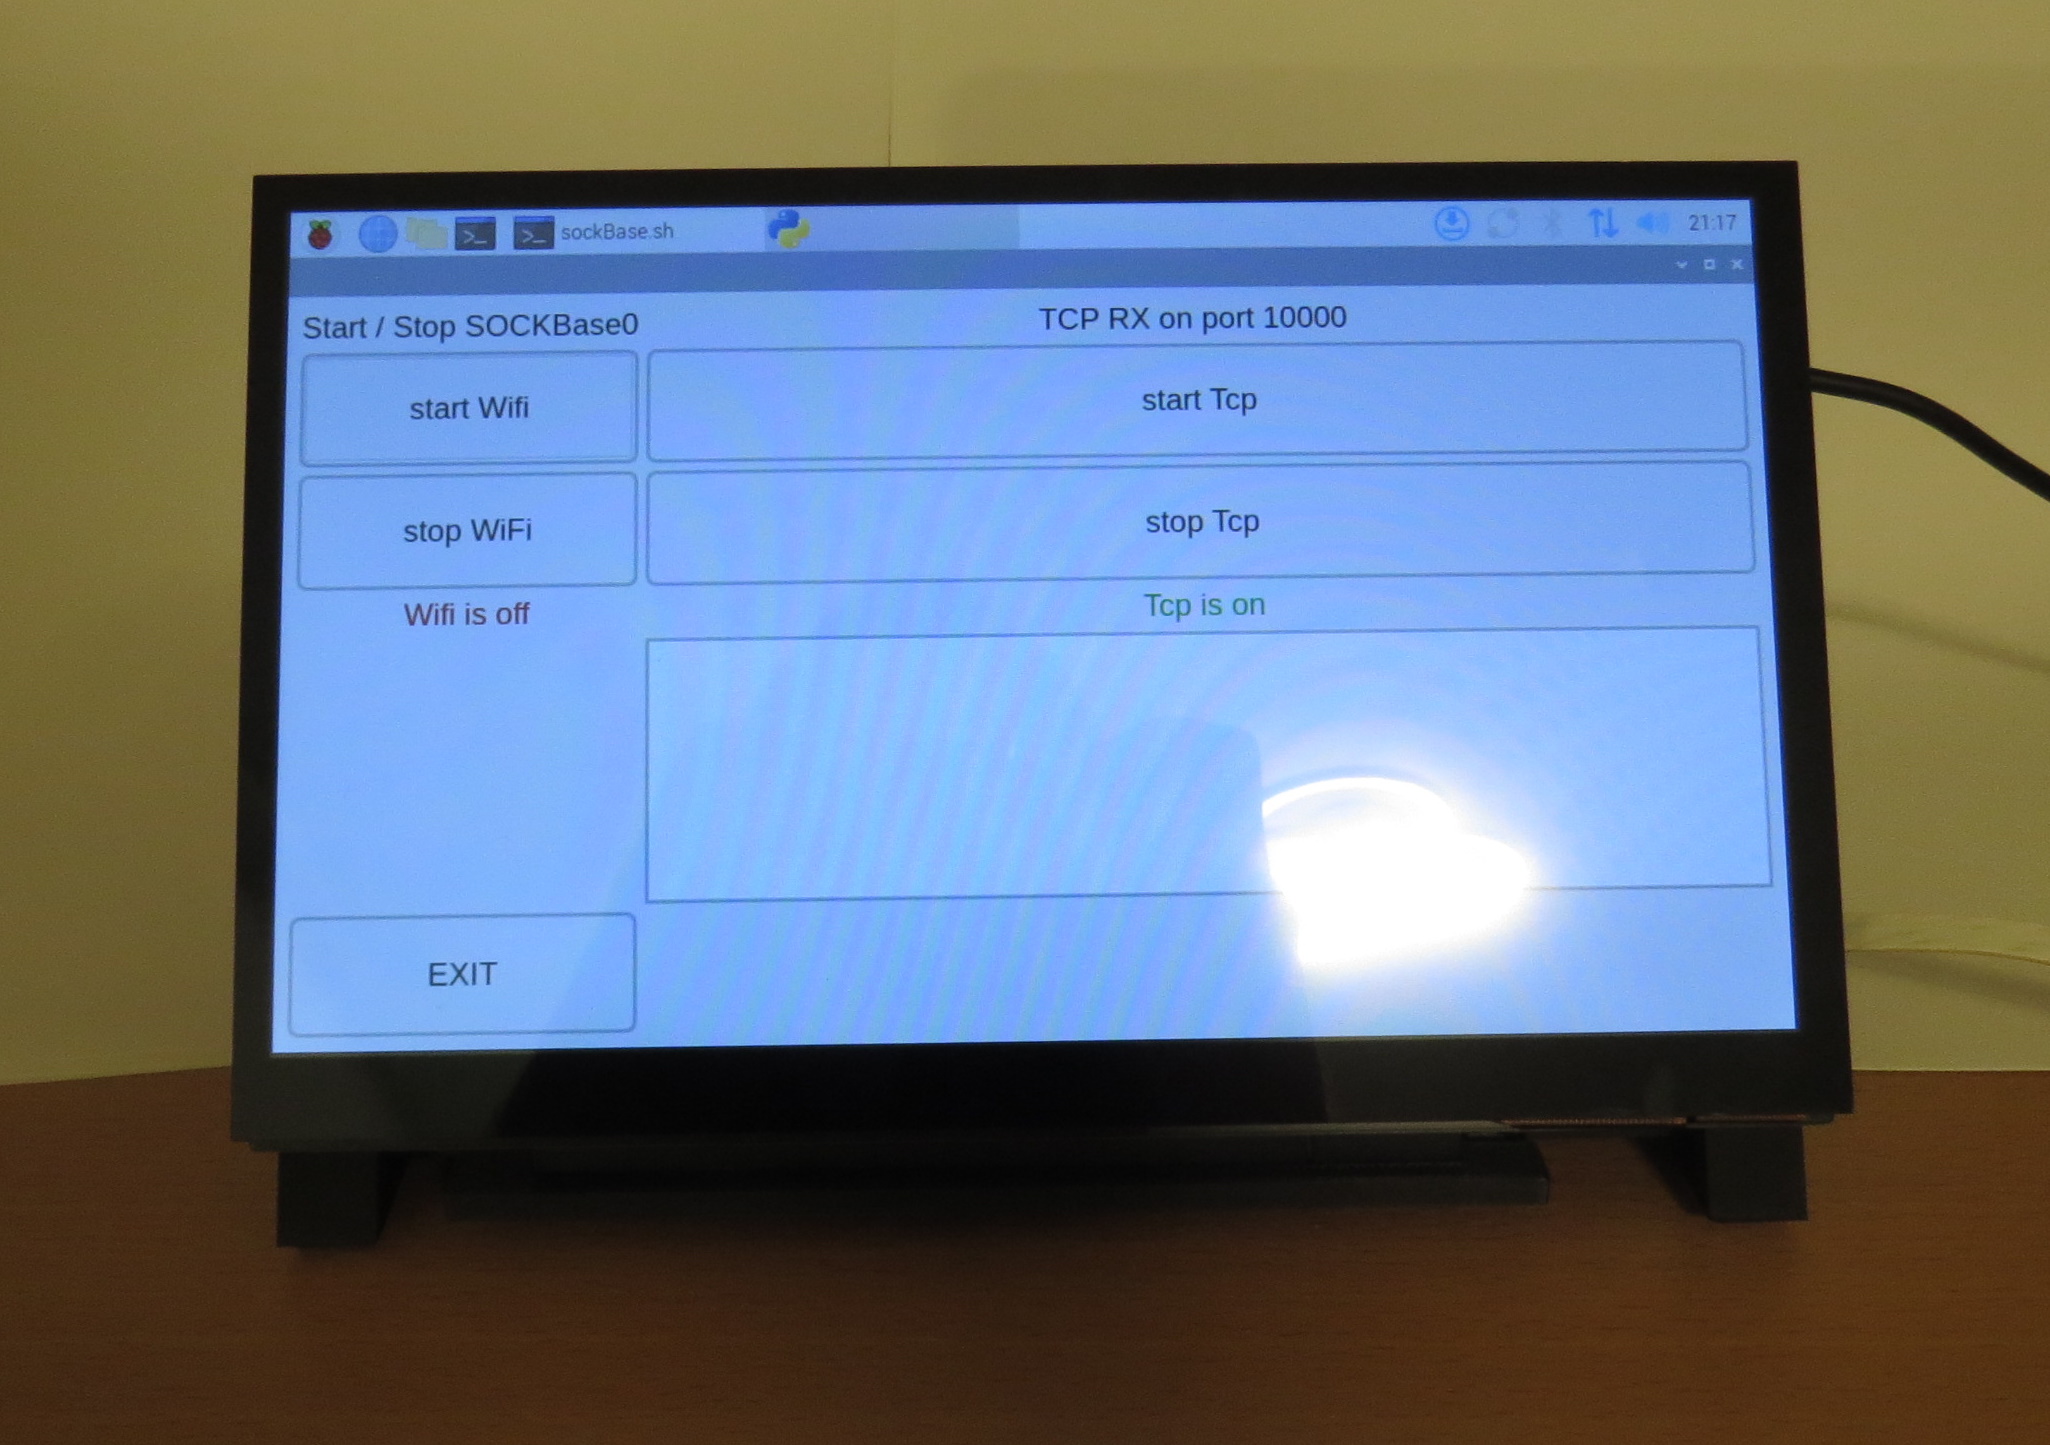 sockBase.sh
21:17
Start / Stop SOCKBase0
TCP RX on port 10000
start Wifi
start Tcp
stop WiFi
stop Tcp
Wifi is off
Tcp is on
EXIT